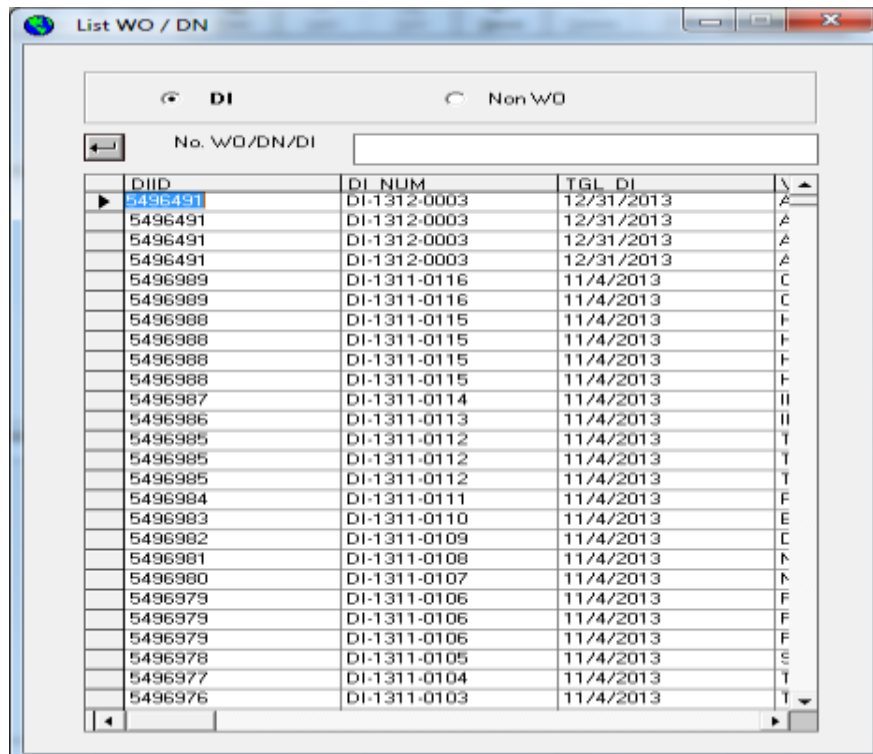 List WO / DN
DI Non WO
No. WO/DN/DI
DIID DI_NUM TGL_DI
5496491 DI-1312-0003 12/31/2013 A
5496491 DI-1312-0003 12/31/2013 A
5496491 DI-1312-0003 12/31/2013 A
5496491 DI-1312-0003 12/31/2013 A
5496989 DI-1311-0116 11/4/2013
5496989 DI-1311-0116 11/4/2013
5496988 DI-1311-0115 11/4/2013 H
5496988 DI-1311-0115 11/4/2013 H
5496988 DI-1311-0115 11/4/2013 H
5496988 DI-1311-0115 11/4/2013 H
5496987 DI-1311-0114 11/4/2013
5496986 DI-1311-0113 11/4/2013
5496985 DI-1311-0112 11/4/2013 T
5496985 DI-1311-0112 11/4/2013 T
5496985 DI-1311-0112 11/4/2013 T
5496984 DI-1311-0111 11/4/2013
5496983 DI-1311-0110 11/4/2013 E
5496982 DI-1311-0109 11/4/2013
5496981 DI-1311-0108 11/4/2013
5496980 DI-1311-0107 11/4/2013
5496979 DI-1311-0106 11/4/2013
5496979 DI-1311-0106 11/4/2013
5496979 DI-1311-0106 11/4/2013
5496978 DI-1311-0105 11/4/2013 S
5496977 DI-1311-0104 11/4/2013 T
5496976 DI-1311-0103 11/4/2013 T